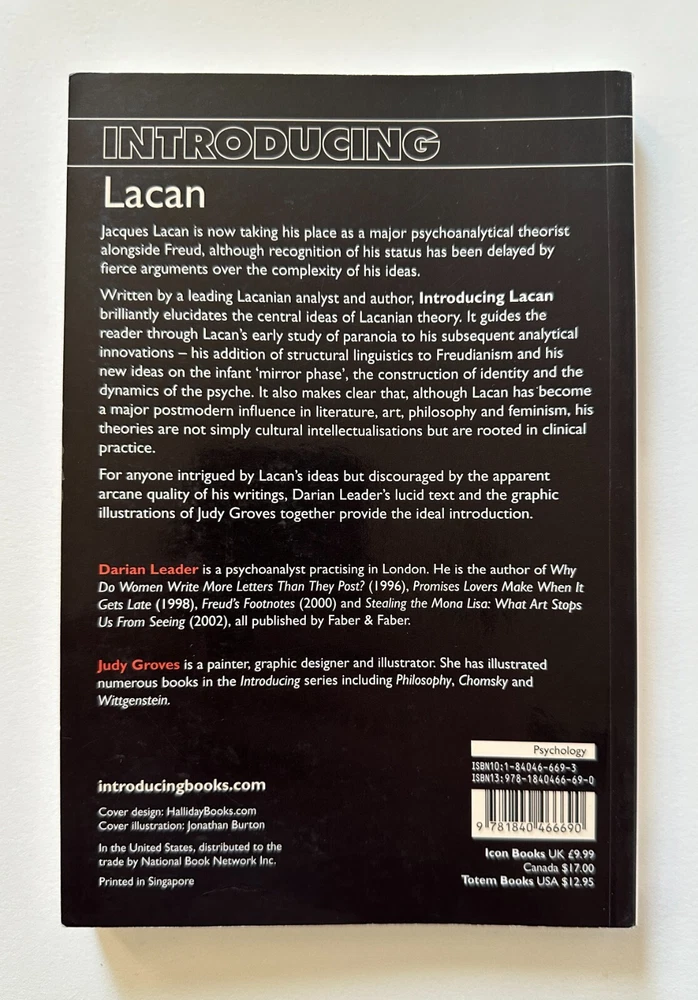 INTRODUCING
Lacan
Jacques Lacan is now taking his place as a major psychoanalytical theorist
alongside Freud, although recognition of his status has been delayed by
fierce arguments over the complexity of his ideas.
Written by a leading Lacanian analyst and author, Introducing Lacan
brilliantly elucidates the central ideas of Lacanian theory. It guides the
reader through Lacan's early study of paranoia to his subsequent analytical
innovations – his addition of structural linguistics to Freudianism and his
new ideas on the infant 'mirror phase', the construction of identity and the
dynamics of the psyche. It also makes clear that, although Lacan has become
a major postmodern influence in literature, art, philosophy and feminism, his
theories are not simply cultural intellectualisations but are rooted in clinical
practice.
For anyone intrigued by Lacan's ideas but discouraged by the apparent
arcane quality of his writings, Darian Leader's lucid text and the graphic
illustrations of Judy Groves together provide the ideal introduction.
Darian Leader is a psychoanalyst practising in London. He is the author of Why
Do Women Write More Letters Than They Post? (1996), Promises Lovers Make When It
Gets Late (1998), Freud's Footnotes (2000) and Stealing the Mona Lisa: What Art Stops
Us From Seeing (2002), all published by Faber & Faber.
Judy Groves is a painter, graphic designer and illustrator. She has illustrated
numerous books in the Introducing series including Philosophy, Chomsky and
Wittgenstein.
Psychology
ISBN10:1-84046-669-3
ISBN13:978-1840466-69-0
9 781840 466690
introducingbooks.com
Cover design: HallidayBooks.com
Cover illustration: Jonathan Burton
In the United States, distributed to the
trade by National Book Network Inc.
Printed in Singapore
Icon Books UK £9.99
Canada $17.00
Totem Books USA $12.95